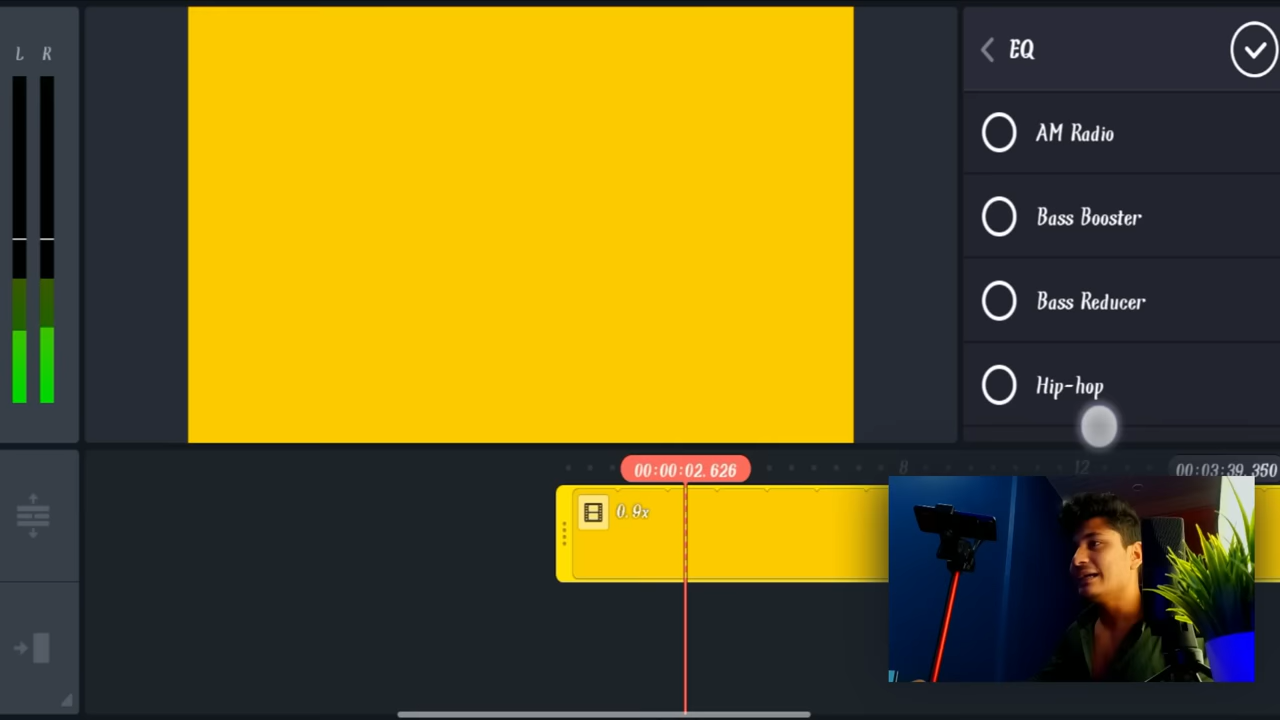 L R
EQ
AM Radio
Bass Booster
Bass Reducer
Hip-hop
00:00:02.626
8
12
00:03:39.350
0.9x